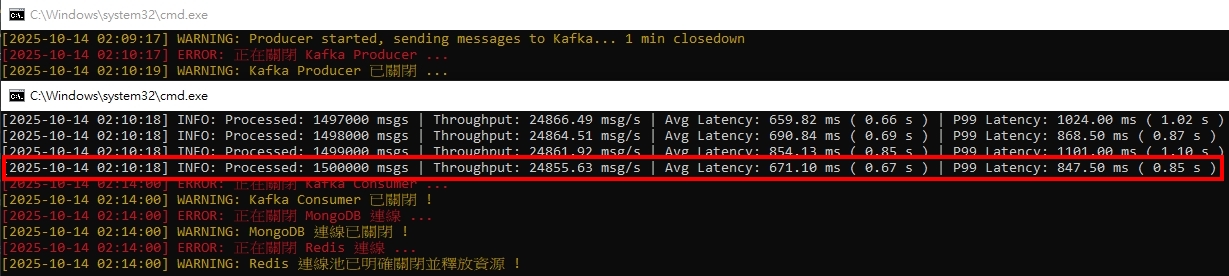 C:\Windows\system32\cmd.exe
[2025-10-14 02:09:17] WARNING: Producer started, sending messages to Kafka... 1 min closedown
[2025-10-14 02:10:17] ERROR: 正在關閉 Kafka Producer ...
[2025-10-14 02:10:19] WARNING: Kafka Producer 已關閉 ...
C:\Windows\system32\cmd.exe
[2025-10-14 02:10:18] INFO: Processed: 1497000 msgs | Throughput: 24866.49 msg/s | Avg Latency: 659.82 ms ( 0.66 s ) | P99 Latency: 1024.00 ms ( 1.02 s )
[2025-10-14 02:10:18] INFO: Processed: 1498000 msgs | Throughput: 24864.51 msg/s | Avg Latency: 690.84 ms ( 0.69 s ) | P99 Latency: 868.50 ms ( 0.87 s )
[2025-10-14 02:10:18] INFO: Processed: 1499000 msgs | Throughput: 24861.92 msg/s | Avg Latency: 854.13 ms ( 0.85 s ) | P99 Latency: 1101.00 ms ( 1.10 s )
[2025-10-14 02:10:18] INFO: Processed: 1500000 msgs | Throughput: 24855.63 msg/s | Avg Latency: 671.10 ms ( 0.67 s ) | P99 Latency: 847.50 ms ( 0.85 s )
[2025-10-14 02:14:00] ERROR: 正在關閉 Kafka Consumer ...
[2025-10-14 02:14:00] WARNING: Kafka Consumer 已關閉 !
[2025-10-14 02:14:00] ERROR: 正在關閉 MongoDB 連線 ...
[2025-10-14 02:14:00] WARNING: MongoDB 連線已關閉 !
[2025-10-14 02:14:00] ERROR: 正在關閉 Redis 連線 ...
[2025-10-14 02:14:00] WARNING: Redis 連線池已明確關閉並釋放資源 !